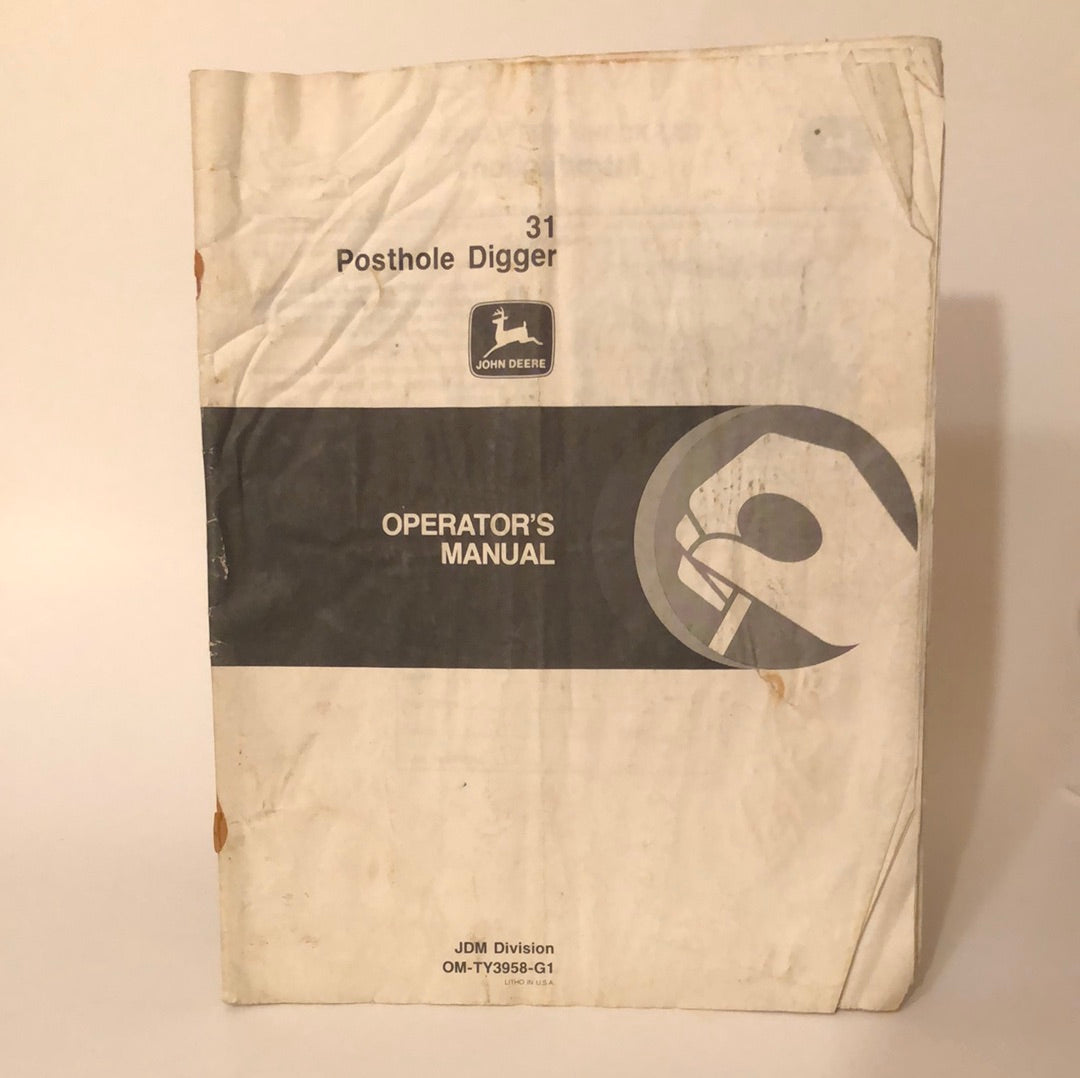 31
Posthole Digger
JOHN DEERE
OPERATOR'S
MANUAL
JDM Division
OM-TY3958-G1
LITHO IN U.S.A.